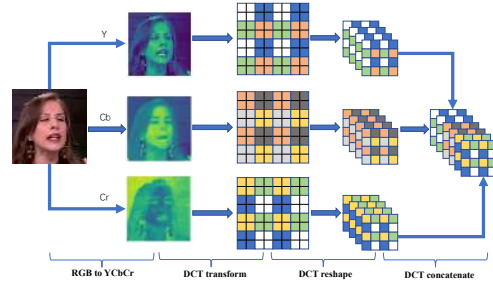 Y
Cb
Cr
RGB to YCbCr
DCT transform
DCT reshape
DCT concatenate